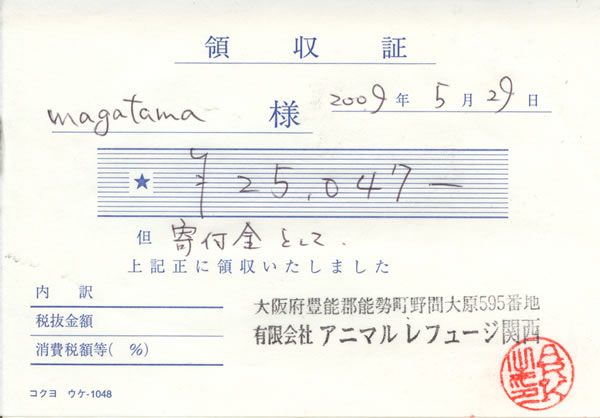 領収証
magatama 様
2009年5月29日
★ ¥25,047―
但 寄付金として.
上記正に領収いたしました
内 訳
税抜金額
消費税額等( %)
大阪府豊能郡能勢町野間大原595番地
有限会社 アニマルレフュージ関西
コクヨ ウケ-1048